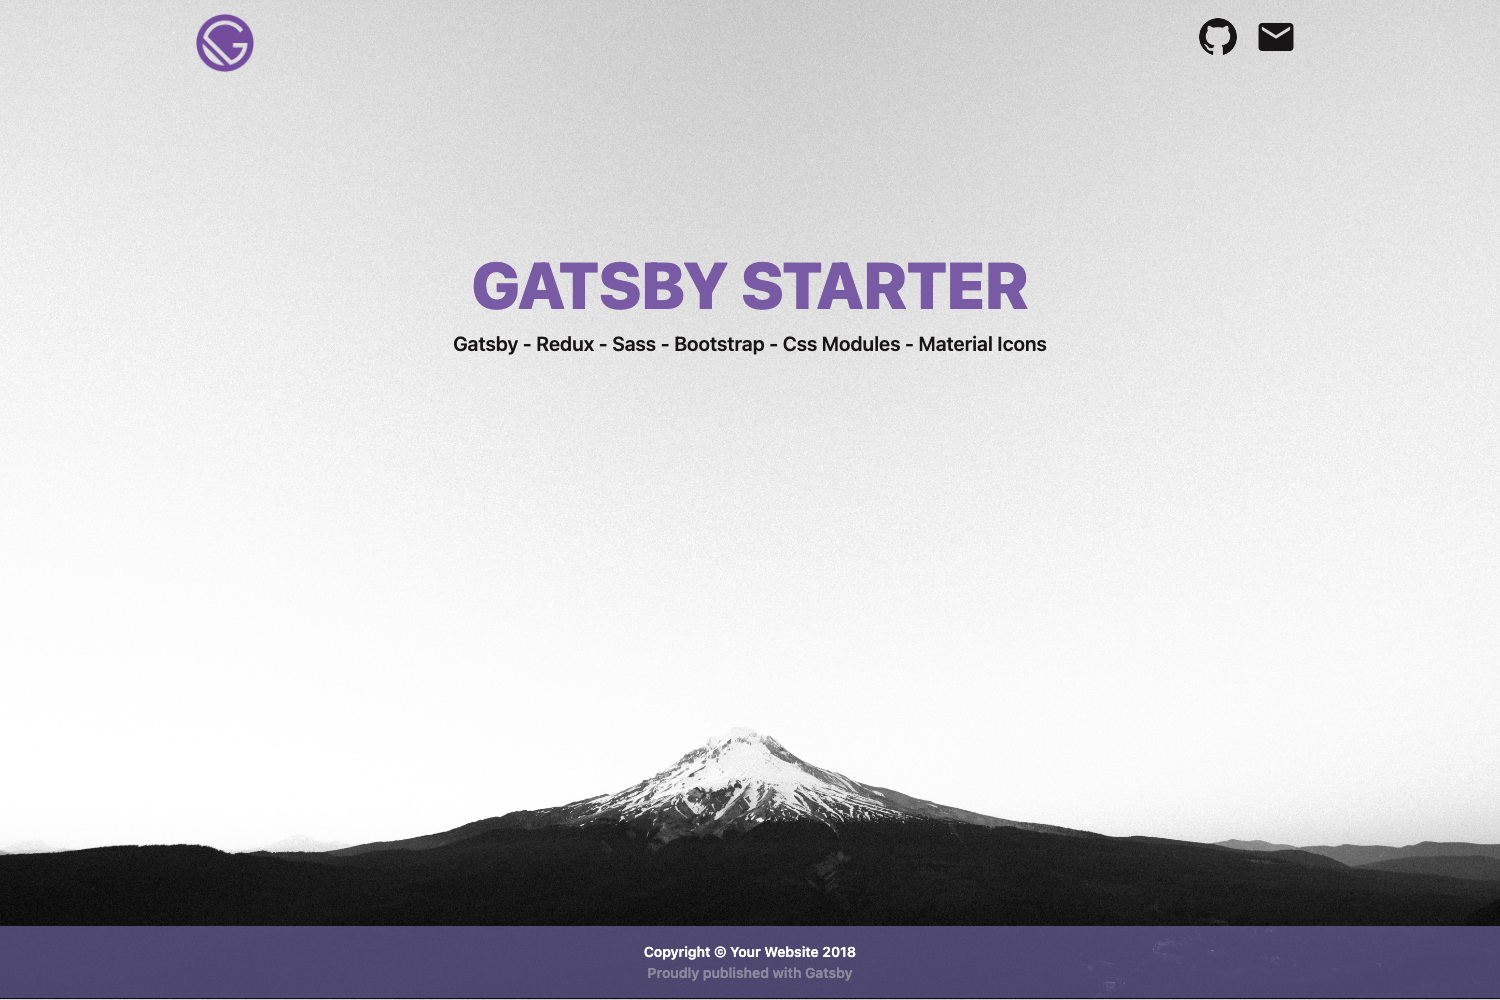 GATSBY STARTER
Gatsby - Redux - Sass - Bootstrap - Css Modules - Material Icons
Copyright © Your Website 2018
Proudly published with Gatsby